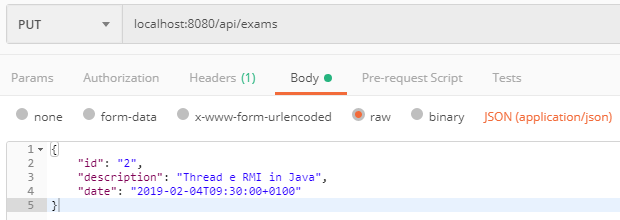 PUT localhost:8080/api/exams
Params Authorization Headers (1) Body Pre-request Script Tests
none form-data x-www-form-urlencoded raw binary JSON (application/json)
1 {
2 "id": "2",
3 "description": "Thread e RMI in Java",
4 "date": "2019-02-04T09:30:00+0100"
5 }